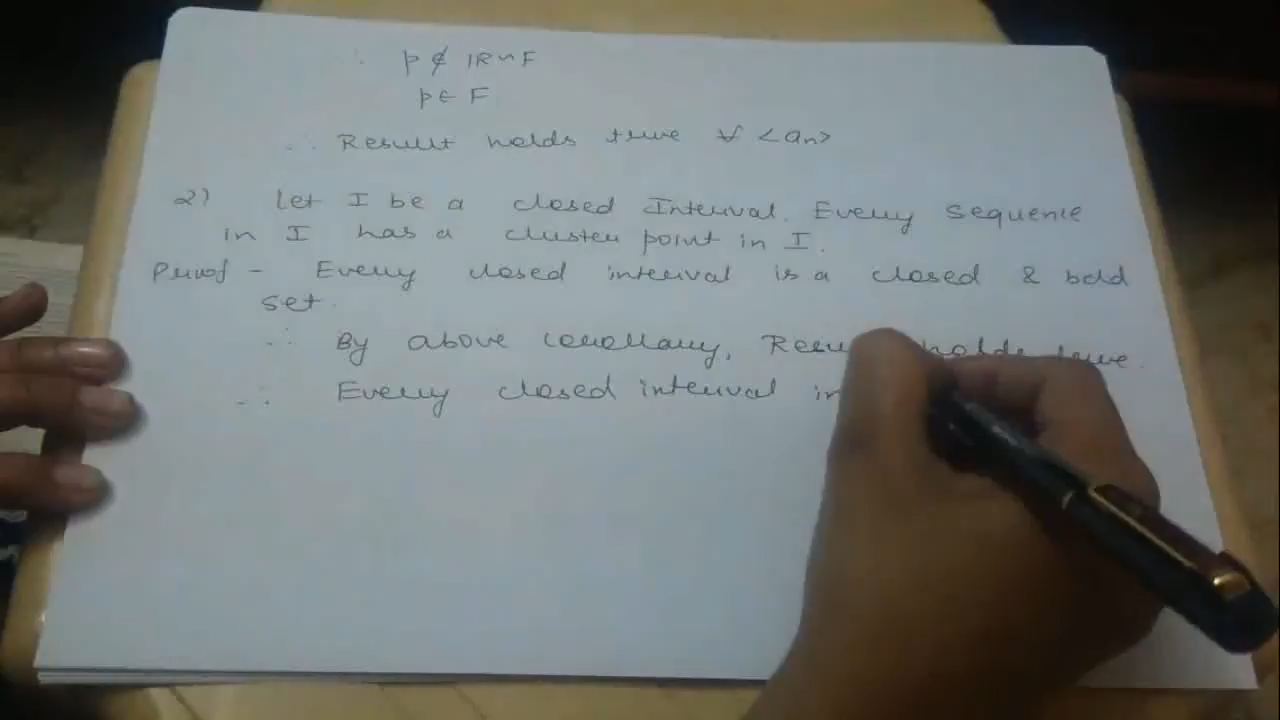 ∴ p ∉ IR ~ F
p ∈ F
∴ Result holds true ∀ <an>
2) Let I be a closed Interval. Every sequence
in I has a cluster point in I.
Proof - Every closed interval is a closed & bdd
set.
∴ By above corollary, holds true.
∴ Every closed interval in